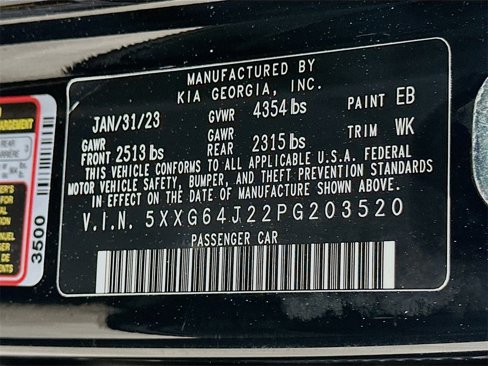 MANUFACTURED BY
KIA GEORGIA, INC.
JAN/31/23 GVWR 4354 lbs PAINT EB
GAWR FRONT 2513 lbs GAWR REAR 2315 lbs TRIM WK
THIS VEHICLE CONFORMS TO ALL APPLICABLE U.S.A. FEDERAL
MOTOR VEHICLE SAFETY, BUMPER, AND THEFT PREVENTION STANDARDS
IN EFFECT ON THE DATE OF MANUFACTURE SHOWN ABOVE.
V.I.N. 5XXG64J22PG203520
PASSENGER CAR
REAR
3500